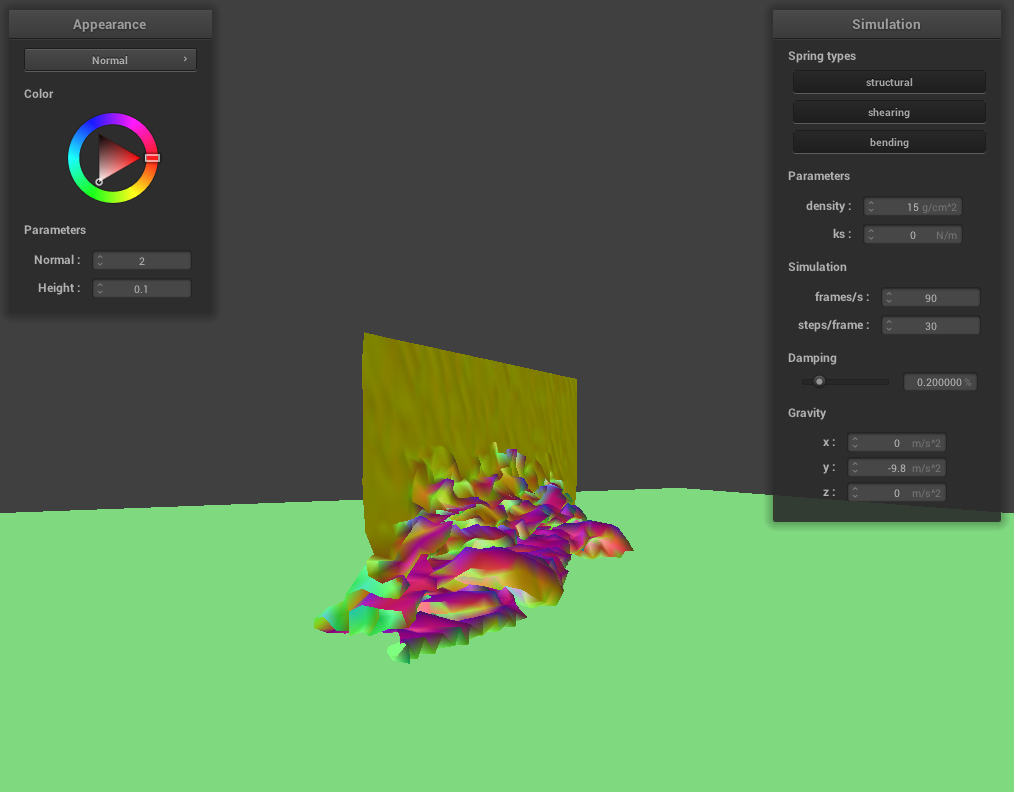 Appearance
Normal
Color
Parameters
Normal :
2
Height :
0.1
Simulation
Spring types
structural
shearing
bending
Parameters
density :
15 g/cm^2
ks :
0 N/m
Simulation
frames/s :
90
steps/frame :
30
Damping
0.200000 %
Gravity
x :
0 m/s^2
y :
-9.8 m/s^2
z :
0 m/s^2